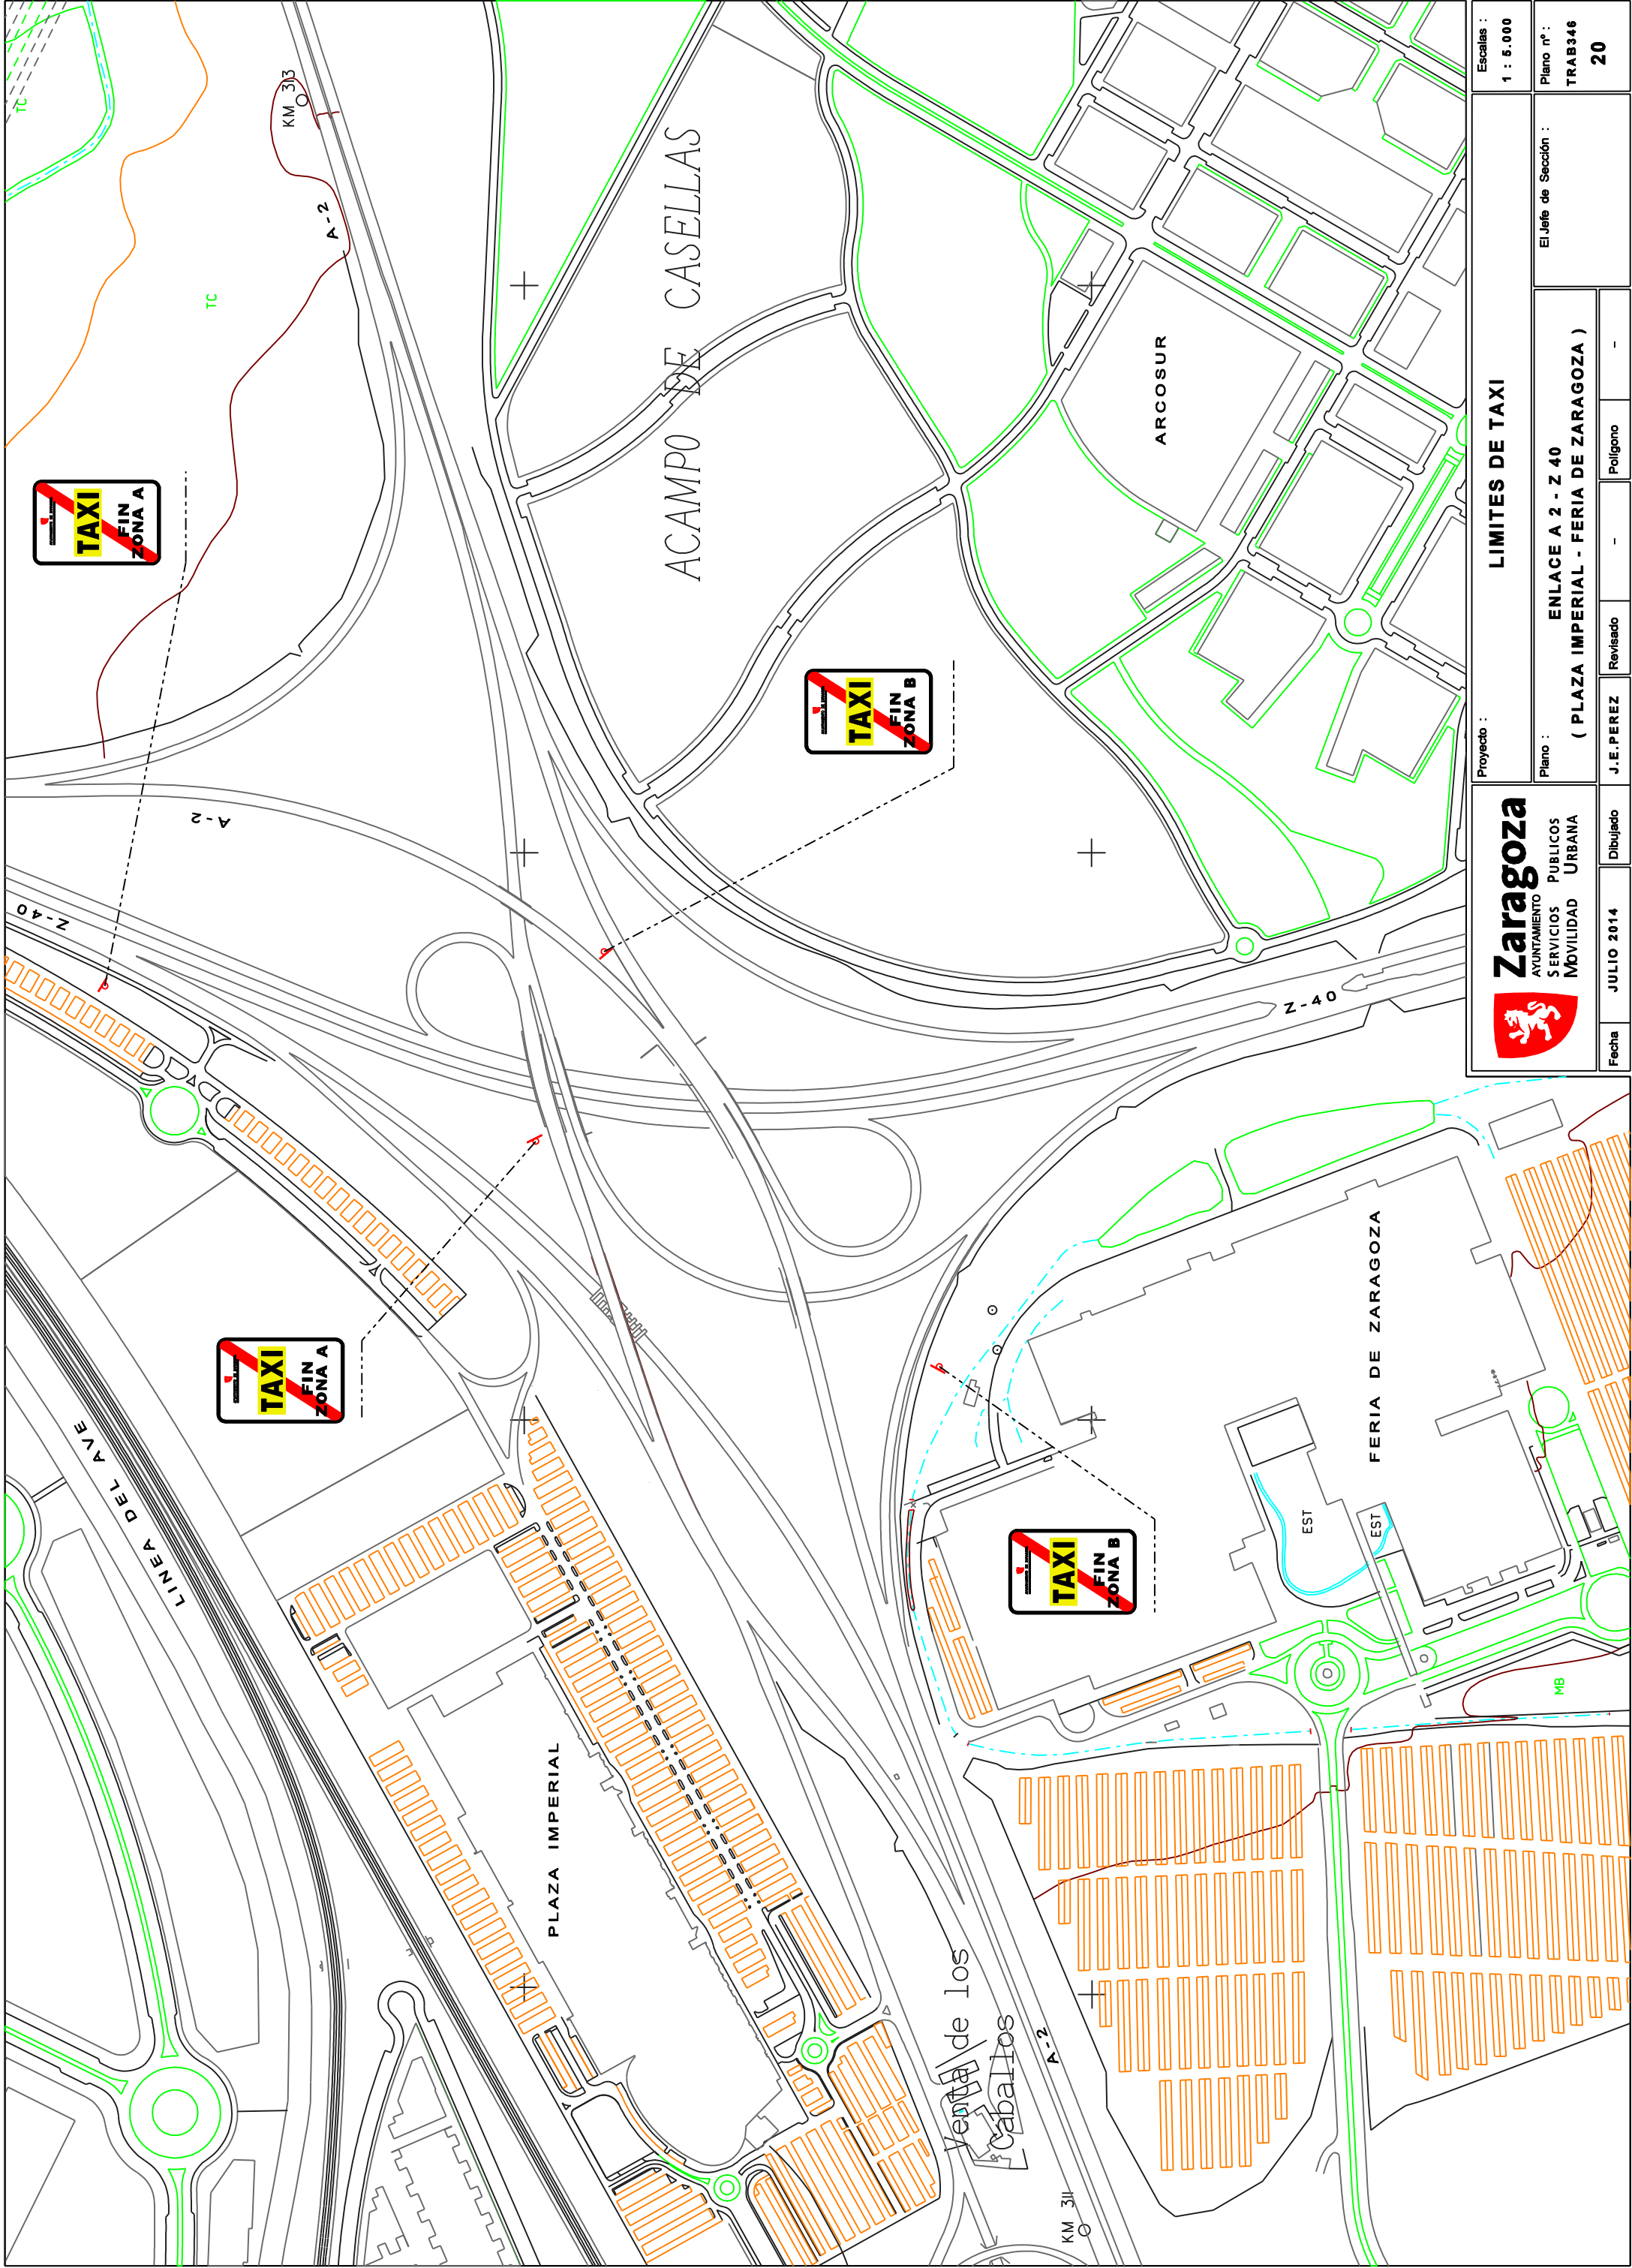 LINEA DEL AVE
PLAZA IMPERIAL
Venta de los
Caballos
KM 311
A-2
TAXI
FIN
ZONA A
TAXI
FIN
ZONA A
Z-40
A-2
A-2
KM 313
TC
TC
ACAMPO DE CASELLAS
TAXI
FIN
ZONA B
TAXI
FIN
ZONA B
ARCOSUR
Z-40
FERIA DE ZARAGOZA
EST
EST
MB
Zaragoza
AYUNTAMIENTO
SERVICIOS PUBLICOS
MOVILIDAD URBANA
Proyecto :
LIMITES DE TAXI
Escalas :
1 : 5.000
Plano :
ENLACE A 2 - Z 40
( PLAZA IMPERIAL - FERIA DE ZARAGOZA )
El Jefe de Sección :
Plano nº :
TRAB346
20
Fecha
JULIO 2014
Dibujado
J.E.PEREZ
Revisado
–
Polígono
–